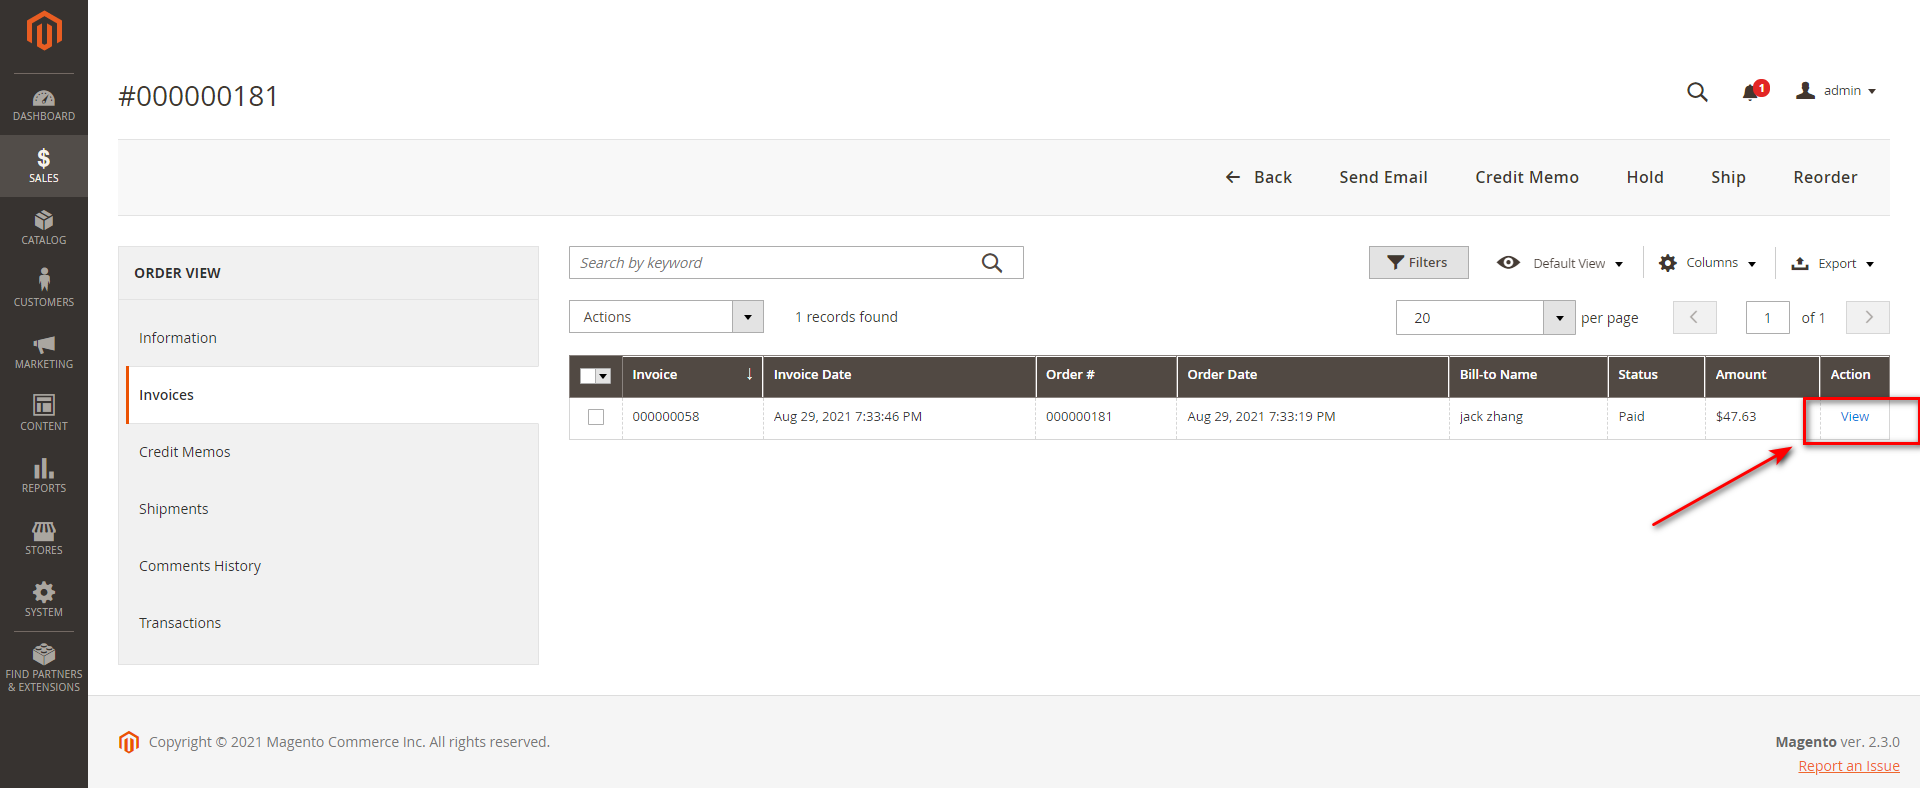 #000000181
1
admin
DASHBOARD
SALES
CATALOG
CUSTOMERS
MARKETING
CONTENT
REPORTS
STORES
SYSTEM
FIND PARTNERS
& EXTENSIONS
Back Send Email Credit Memo Hold Ship Reorder
ORDER VIEW
Information
Invoices
Credit Memos
Shipments
Comments History
Transactions
Search by keyword
Filters Default View Columns Export
Actions 1 records found 20 per page 1 of 1
Invoice Invoice Date Order # Order Date Bill-to Name Status Amount Action
000000058 Aug 29, 2021 7:33:46 PM 000000181 Aug 29, 2021 7:33:19 PM jack zhang Paid $47.63 View
Copyright © 2021 Magento Commerce Inc. All rights reserved.
Magento ver. 2.3.0
Report an Issue